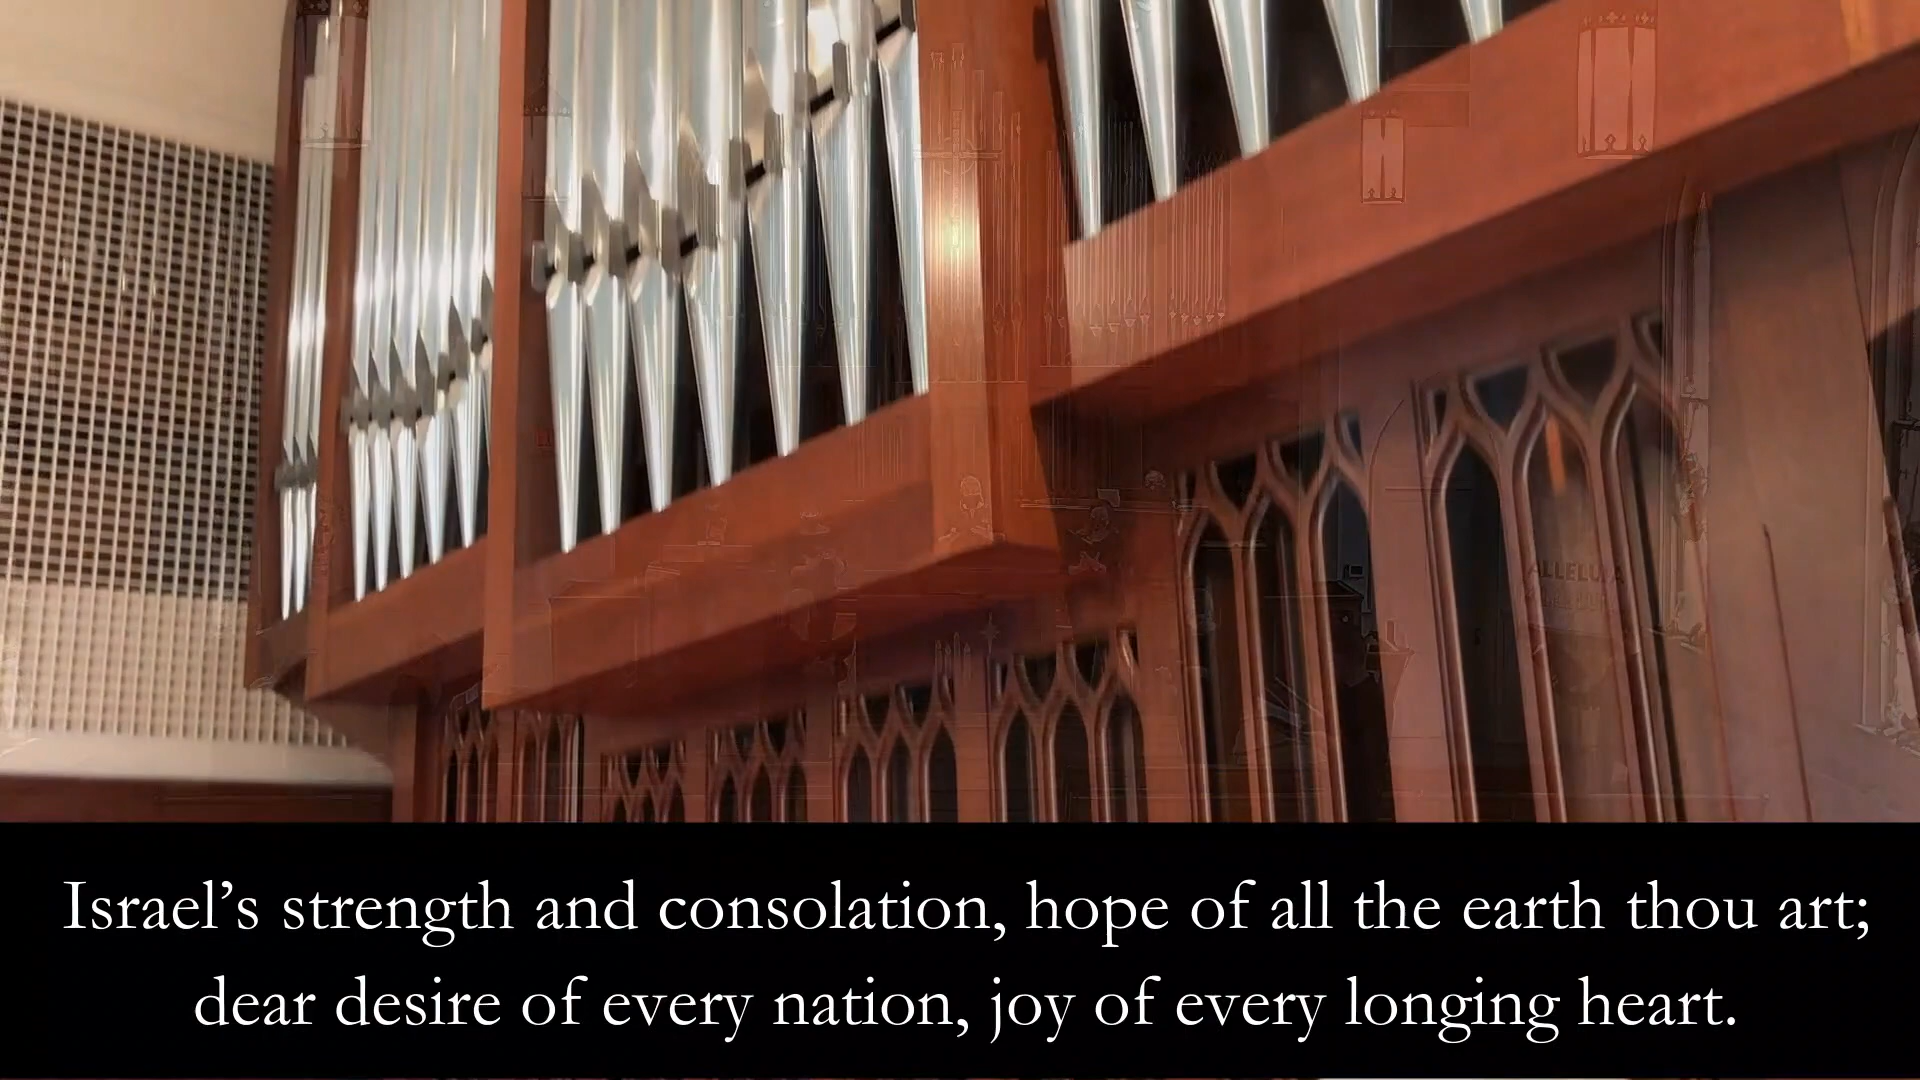 ALLELUIA
Israel’s strength and consolation, hope of all the earth thou art;
dear desire of every nation, joy of every longing heart.